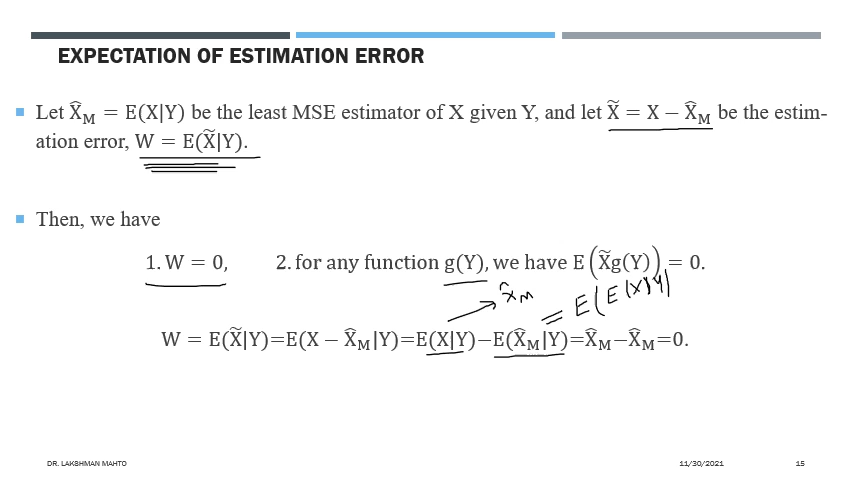 EXPECTATION OF ESTIMATION ERROR
Let X̂_M = E(X|Y) be the least MSE estimator of X given Y, and let X̃ = X − X̂_M be the estim-
ation error, W = E(X̃|Y).
Then, we have
1. W = 0, 2. for any function g(Y), we have E(X̃g(Y)) = 0.
x̂_M = E(E(X)|Y)
W = E(X̃|Y)=E(X − X̂_M|Y)=E(X|Y)−E(X̂_M|Y)=X̂_M−X̂_M=0.
DR. LAKSHMAN MAHTO 11/30/2021 15